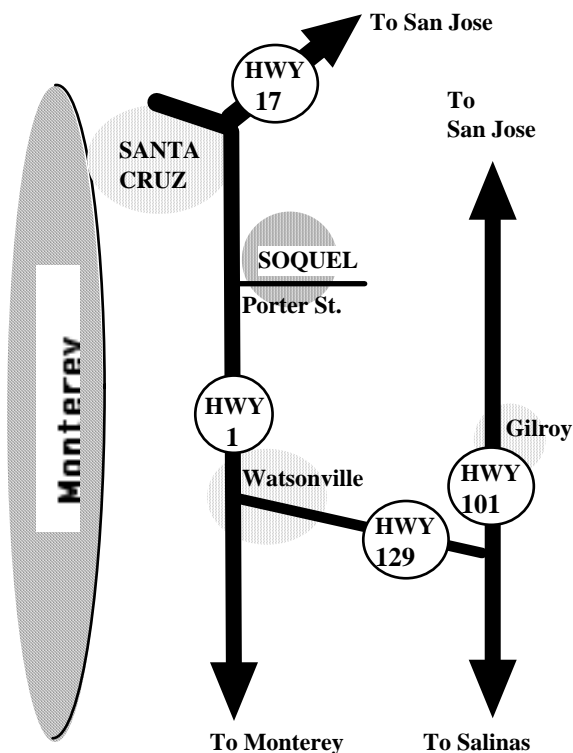 To San Jose
HWY
17
To
San Jose
SANTA
CRUZ
SOQUEL
Porter St.
Monterey
HWY
1
Gilroy
Watsonville
HWY
101
HWY
129
To Monterey
To Salinas